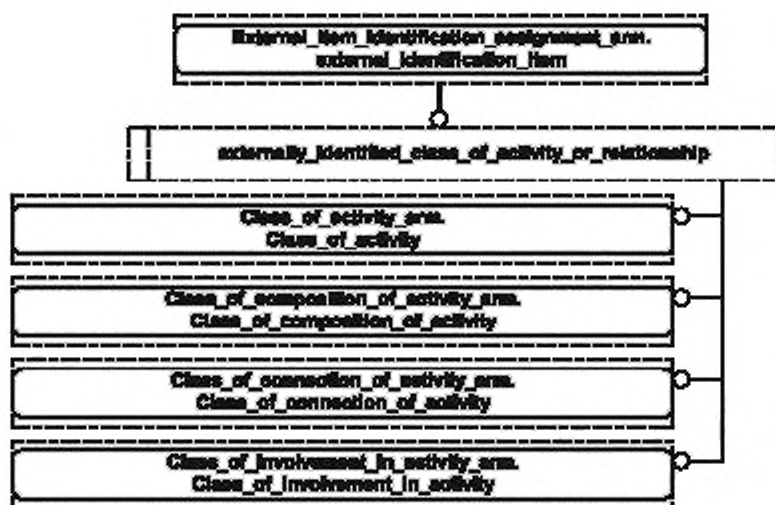 External_item_identification_assignment_arm.
external_identification_item
externally_identified_class_of_activity_or_relationship
Class_of_activity_arm.
Class_of_activity
Class_of_composition_of_activity_arm.
Class_of_composition_of_activity
Class_of_connection_of_activity_arm.
Class_of_connection_of_activity
Class_of_involvement_in_activity_arm.
Class_of_involvement_in_activity